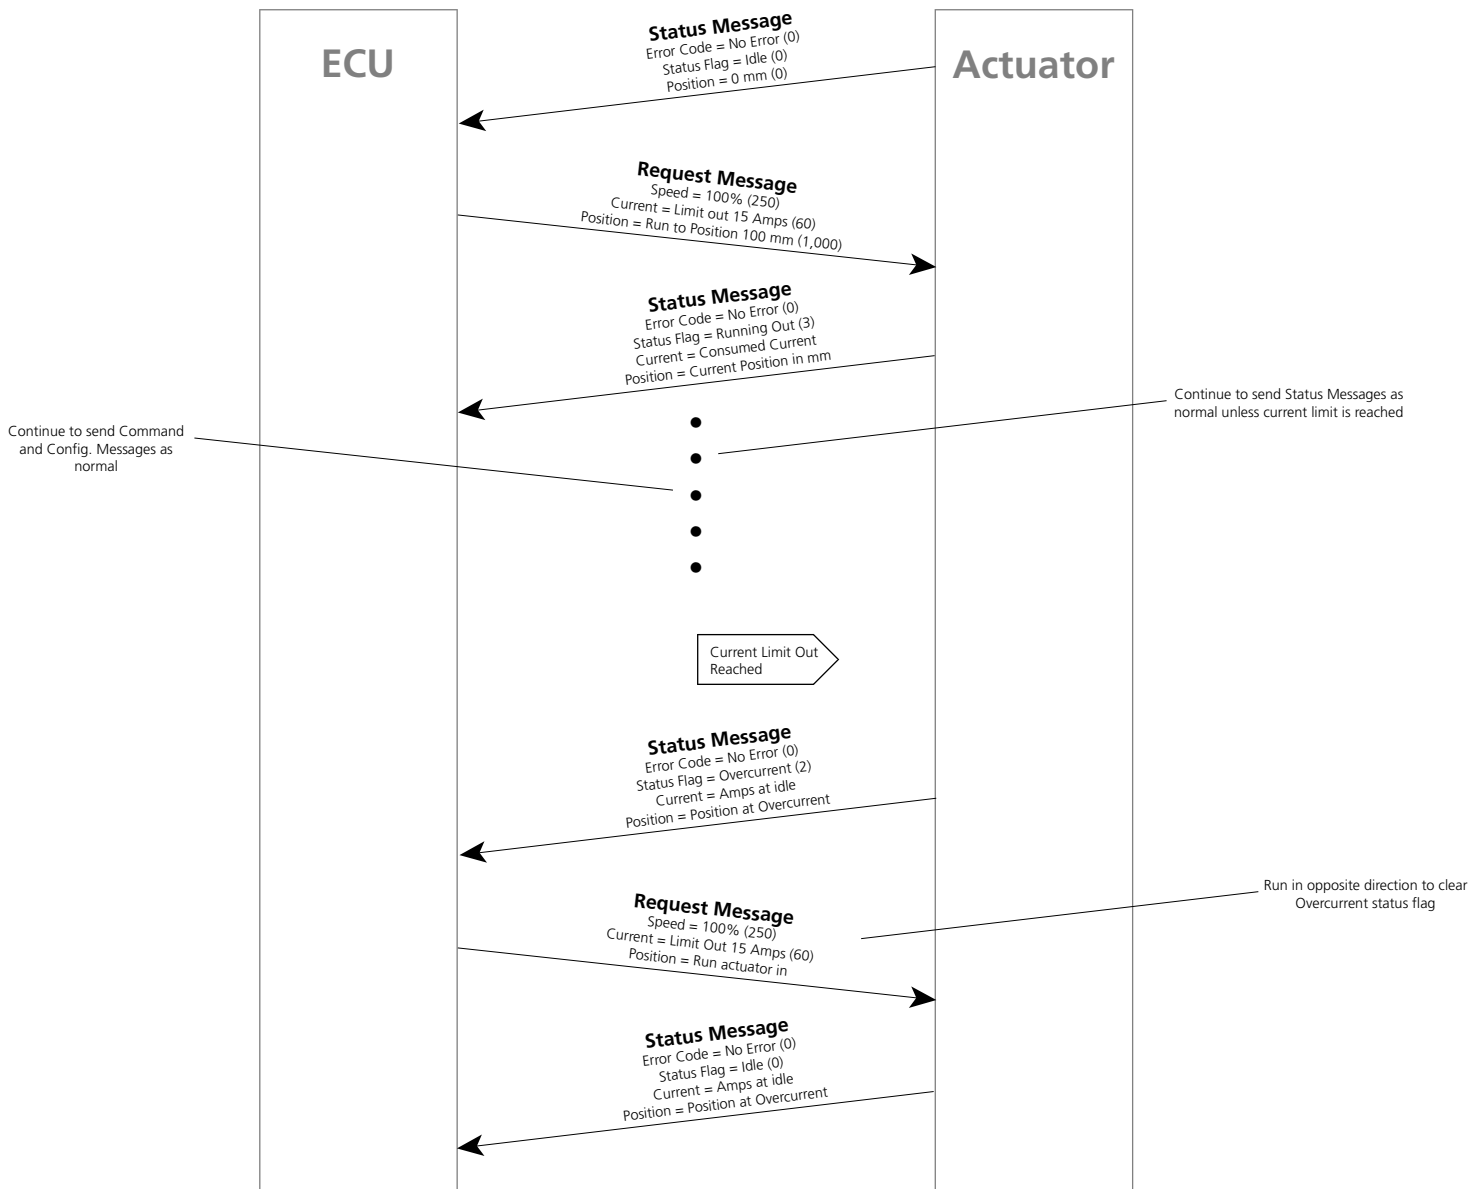 ECU
Actuator
Status Message
Error Code = No Error (0)
Status Flag = Idle (0)
Position = 0 mm (0)
Request Message
Speed = 100% (250)
Current = Limit out 15 Amps (60)
Position = Run to Position 100 mm (1,000)
Status Message
Error Code = No Error (0)
Status Flag = Running Out (3)
Current = Consumed Current
Position = Current Position in mm
Continue to send Status Messages as
normal unless current limit is reached
Continue to send Command
and Config. Messages as
normal
Current Limit Out
Reached
Status Message
Error Code = No Error (0)
Status Flag = Overcurrent (2)
Current = Amps at idle
Position = Position at Overcurrent
Run in opposite direction to clear
Overcurrent status flag
Request Message
Speed = 100% (250)
Current = Limit Out 15 Amps (60)
Position = Run actuator in
Status Message
Error Code = No Error (0)
Status Flag = Idle (0)
Current = Amps at idle
Position = Position at Overcurrent